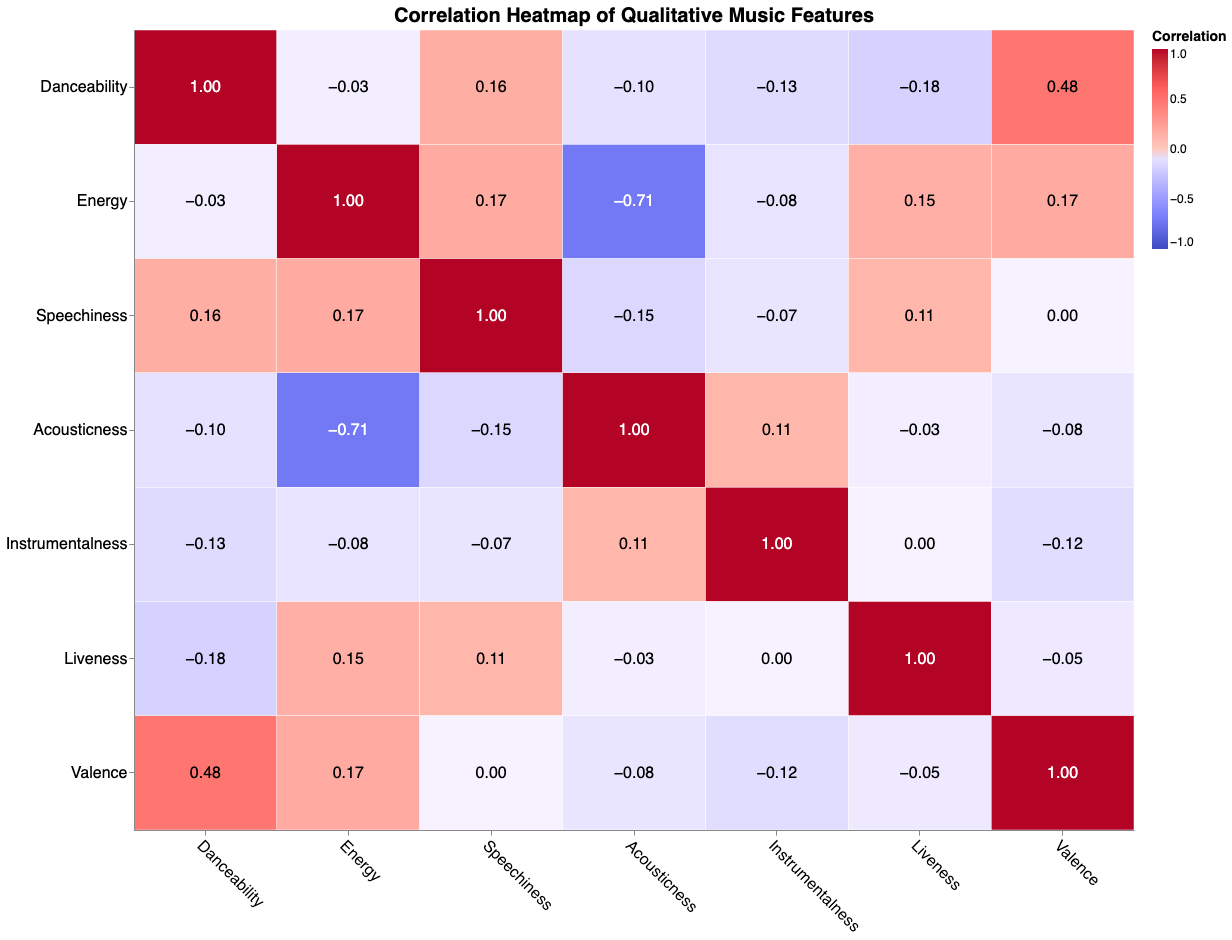 Correlation Heatmap of Qualitative Music Features
Correlation
1.0
0.5
0.0
−0.5
−1.0
Danceability 1.00 −0.03 0.16 −0.10 −0.13 −0.18 0.48
Energy −0.03 1.00 0.17 −0.71 −0.08 0.15 0.17
Speechiness 0.16 0.17 1.00 −0.15 −0.07 0.11 0.00
Acousticness −0.10 −0.71 −0.15 1.00 0.11 −0.03 −0.08
Instrumentalness −0.13 −0.08 −0.07 0.11 1.00 0.00 −0.12
Liveness −0.18 0.15 0.11 −0.03 0.00 1.00 −0.05
Valence 0.48 0.17 0.00 −0.08 −0.12 −0.05 1.00
Danceability Energy Speechiness Acousticness Instrumentalness Liveness Valence